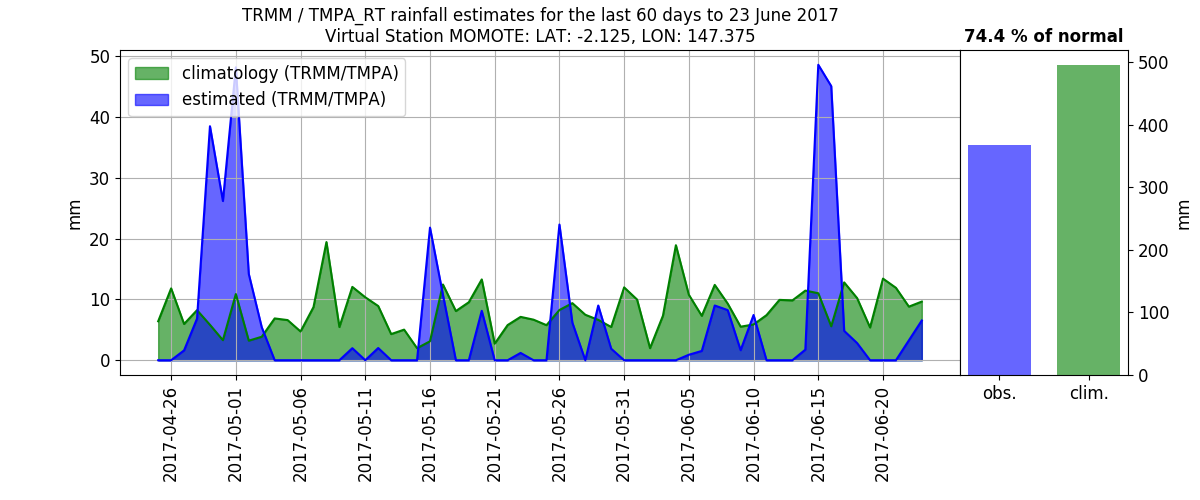 TRMM / TMPA_RT rainfall estimates for the last 60 days to 23 June 2017
Virtual Station MOMOTE: LAT: -2.125, LON: 147.375
74.4 % of normal
climatology (TRMM/TMPA)
estimated (TRMM/TMPA)
mm
50
40
30
20
10
0
2017-04-26
2017-05-01
2017-05-06
2017-05-11
2017-05-16
2017-05-21
2017-05-26
2017-05-31
2017-06-05
2017-06-10
2017-06-15
2017-06-20
500
400
300
200
100
0
mm
obs.
clim.